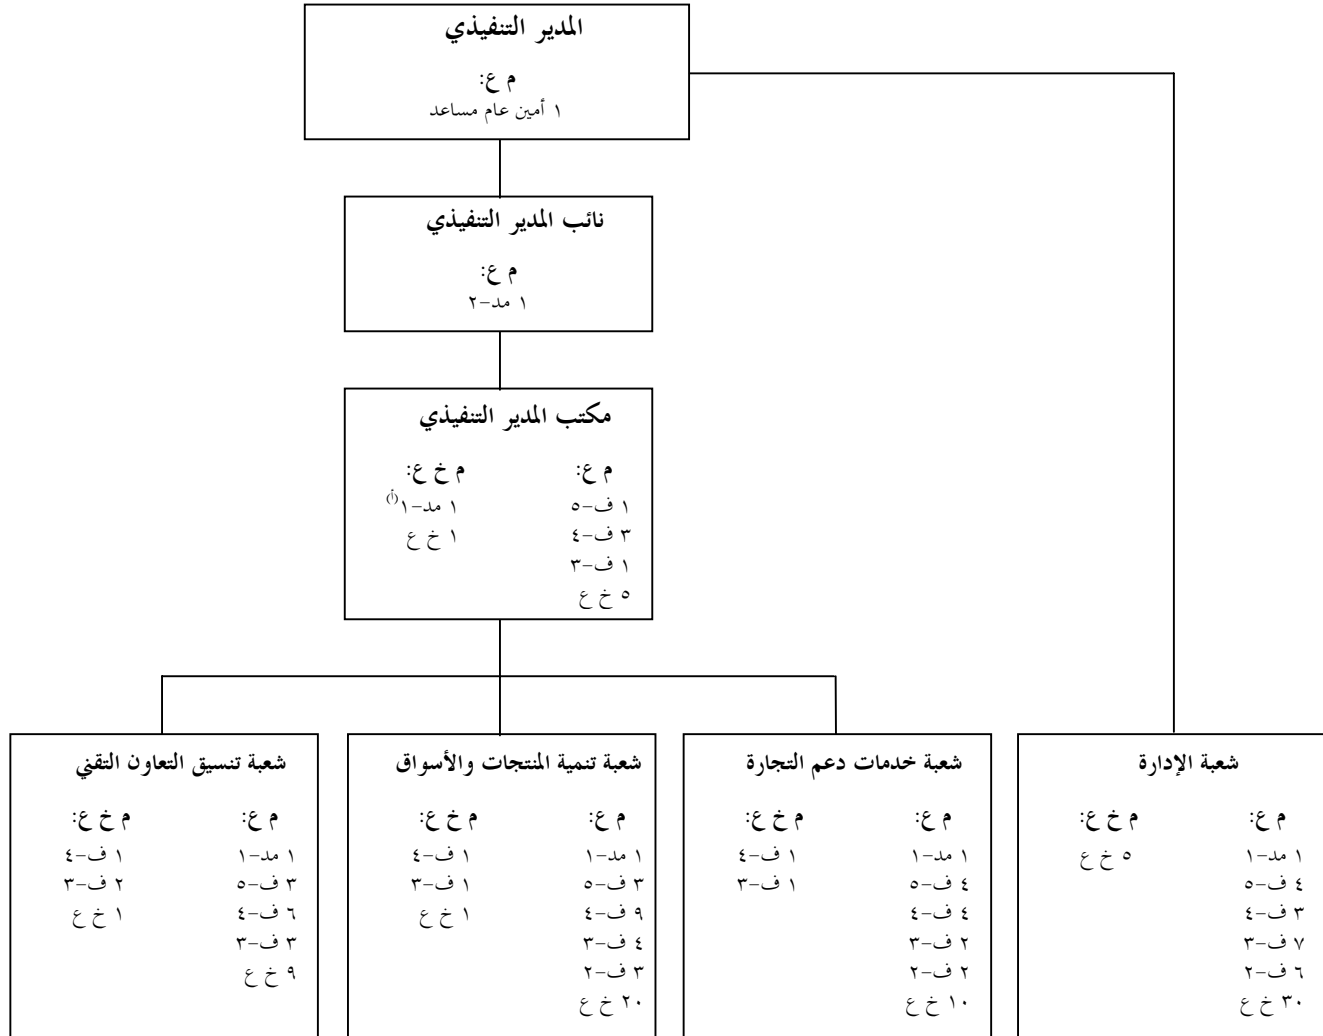 المدير التنفيذي
م ع:
١ أمين عام مساعد
نائب المدير التنفيذي
م ع:
١ مد-٢
مكتب المدير التنفيذي
م ع:
١ ف-٥
٣ ف-٤
١ ف-٣
٥ خ ع
م خ ع:
١ مد-١(أ)
١ خ ع
شعبة الإدارة
م ع:
١ مد-١
٤ ف-٥
٣ ف-٤
٧ ف-٣
٦ ف-٢
٣٠ خ ع
م خ ع:
٥ خ ع
شعبة خدمات دعم التجارة
م ع:
١ مد-١
٤ ف-٥
٤ ف-٤
٢ ف-٣
٢ ف-٢
١٠ خ ع
م خ ع:
١ ف-٤
١ ف-٣
شعبة تنمية المنتجات والأسواق
م ع:
١ مد-١
٣ ف-٥
٩ ف-٤
٤ ف-٣
٣ ف-٢
٢٠ خ ع
م خ ع:
١ ف-٤
١ ف-٣
١ خ ع
شعبة تنسيق التعاون التقني
م ع:
١ مد-١
٣ ف-٥
٦ ف-٤
٣ ف-٣
٩ خ ع
م خ ع:
١ ف-٤
٢ ف-٣
١ خ ع